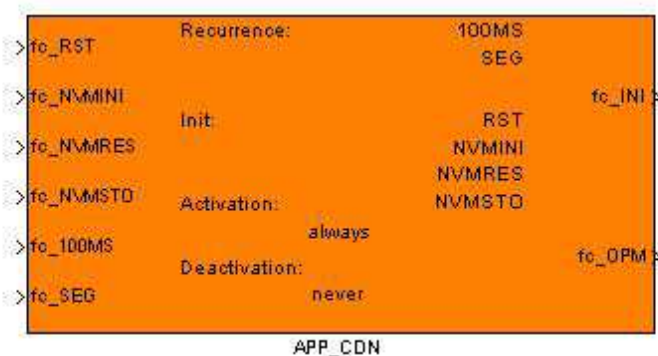 Recurrence: 100MS
fc_RST SEG
fc_NVMINI fc_INI
Init: RST
fc_NVMRES NVMINI
NVMRES
fc_NVMSTO Activation: NVMSTO
always
fc_100MS fc_OPM
Deactivation:
fc_SEG never
APP_CDN